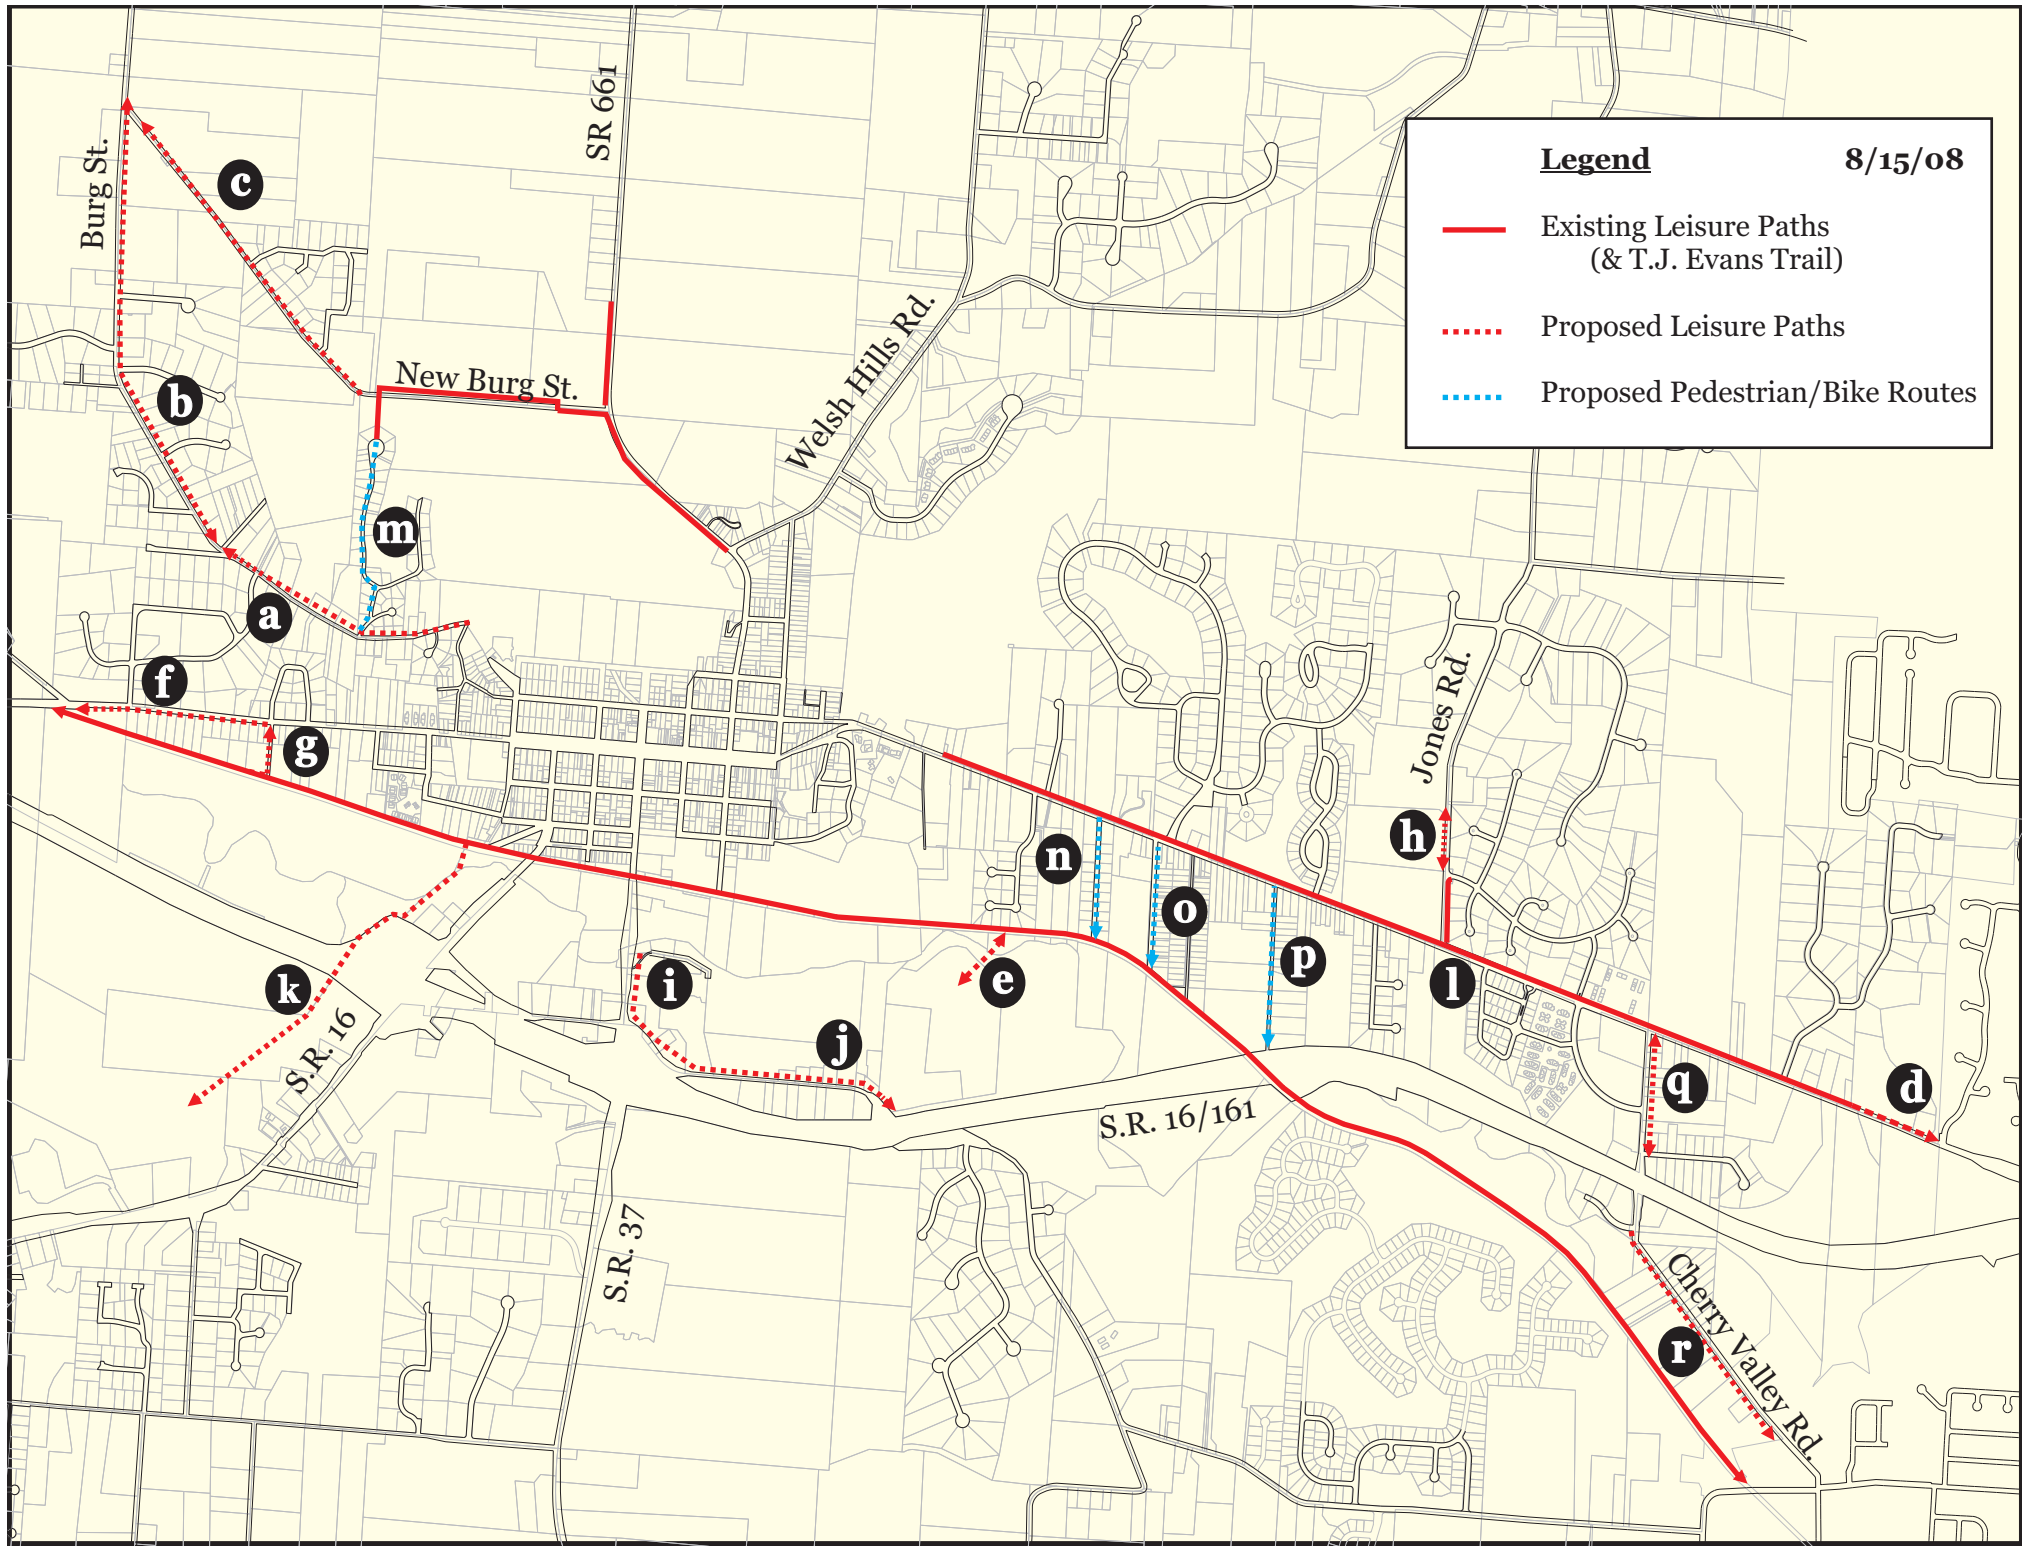 Legend 8/15/08
Existing Leisure Paths
(& T.J. Evans Trail)
Proposed Leisure Paths
Proposed Pedestrian/Bike Routes
SR 661
Burg St.
c
New Burg St.
Welsh Hills Rd.
b
m
a
f
g
Jones Rd.
h
n
o
p
l
e
i
k
j
S.R. 16
q
d
S.R. 16/161
S.R. 37
Cherry Valley Rd.
r